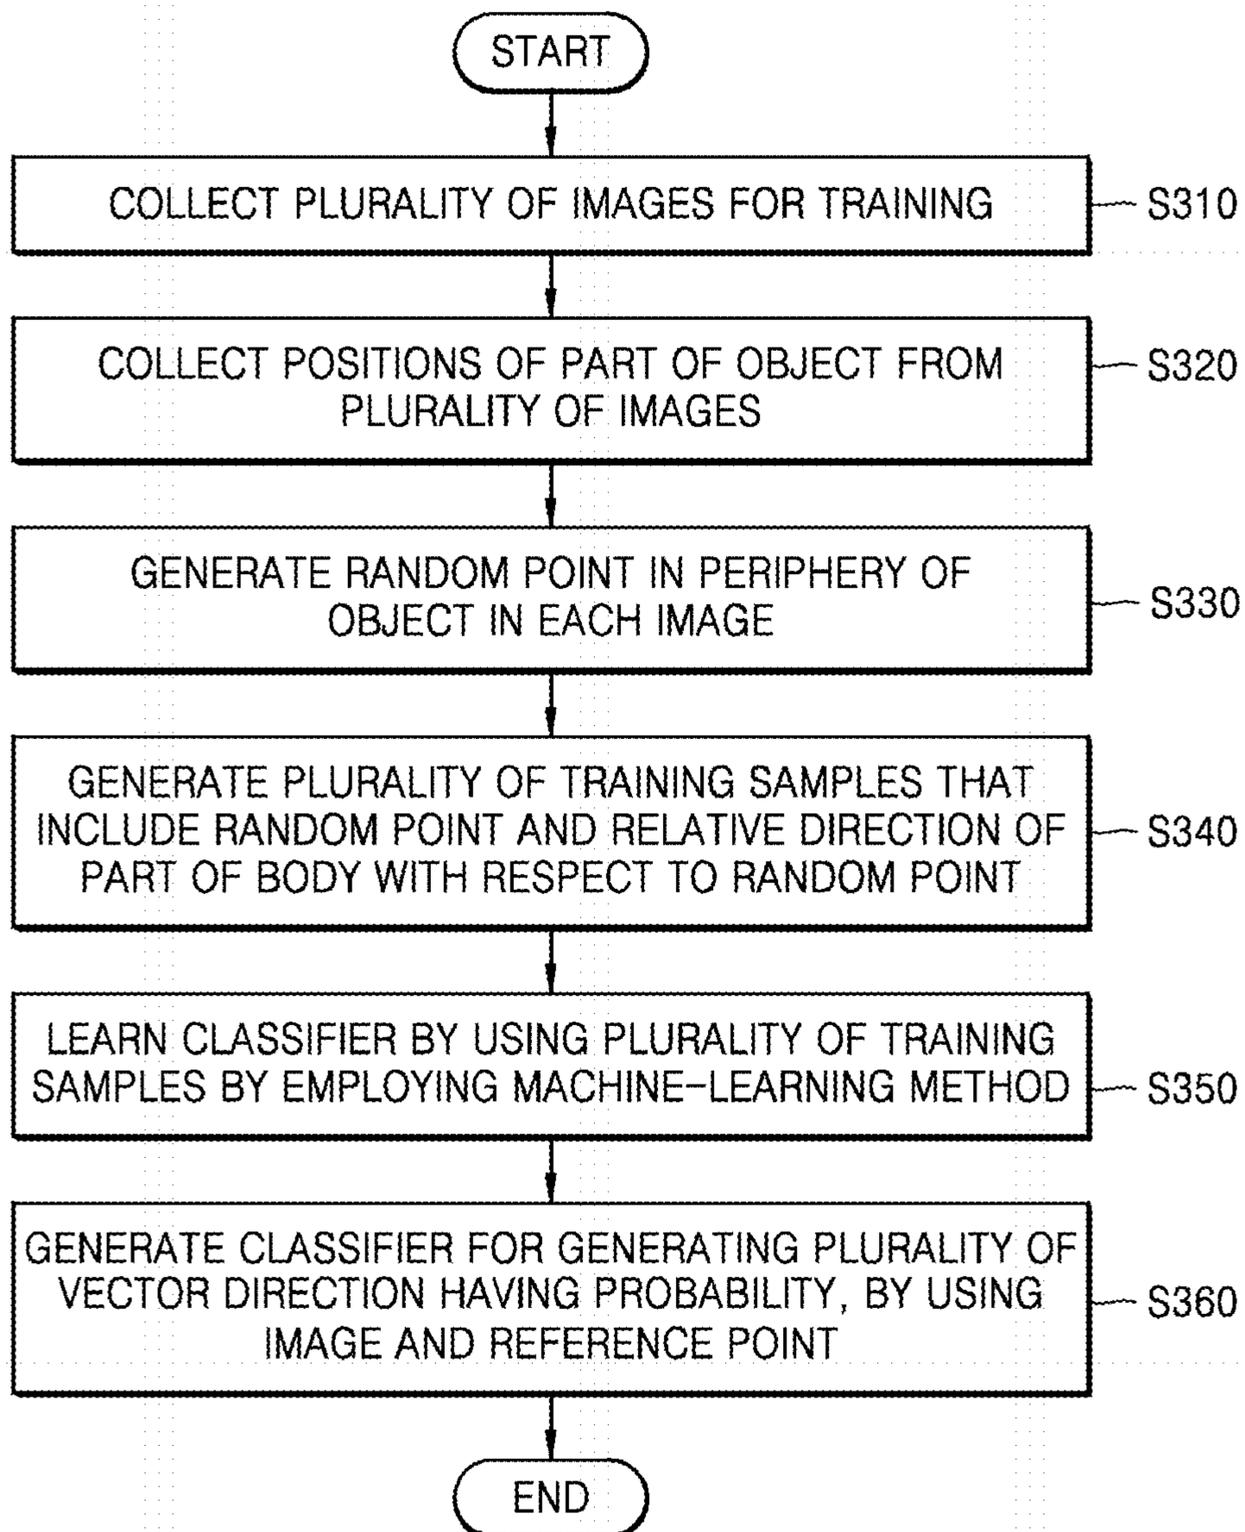 START
COLLECT PLURALITY OF IMAGES FOR TRAINING
S310
COLLECT POSITIONS OF PART OF OBJECT FROM
PLURALITY OF IMAGES
S320
GENERATE RANDOM POINT IN PERIPHERY OF
OBJECT IN EACH IMAGE
S330
GENERATE PLURALITY OF TRAINING SAMPLES THAT
INCLUDE RANDOM POINT AND RELATIVE DIRECTION OF
PART OF BODY WITH RESPECT TO RANDOM POINT
S340
LEARN CLASSIFIER BY USING PLURALITY OF TRAINING
SAMPLES BY EMPLOYING MACHINE-LEARNING METHOD
S350
GENERATE CLASSIFIER FOR GENERATING PLURALITY OF
VECTOR DIRECTION HAVING PROBABILITY, BY USING
IMAGE AND REFERENCE POINT
S360
END